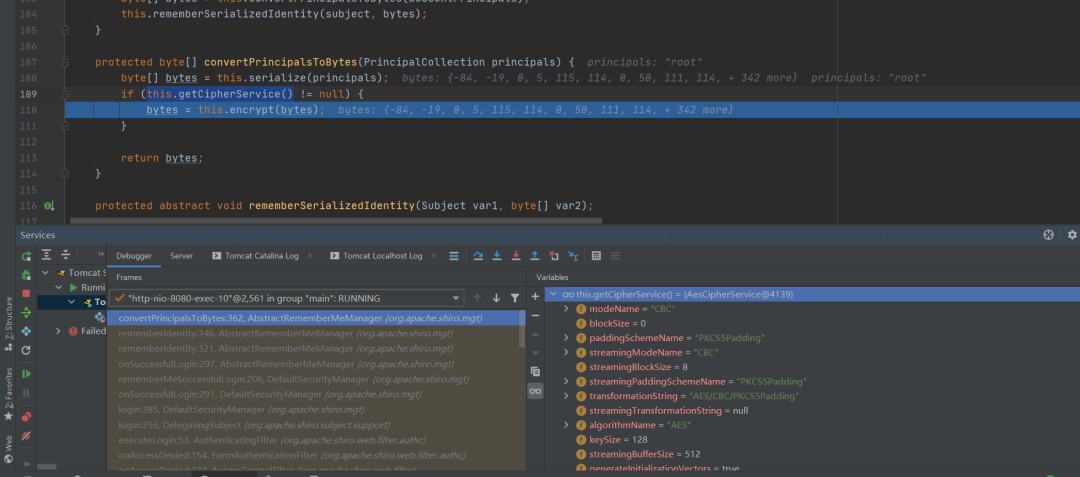 104 this.rememberSerializedIdentity(subject, bytes);
105 }
106
107 protected byte[] convertPrincipalsToBytes(PrincipalCollection principals) { principals: "root"
108 byte[] bytes = this.serialize(principals); bytes: {-84, -19, 0, 5, 115, 114, 0, 50, 111, 114, + 342 more} principals: "root"
109 if (this.getCipherService() != null) {
110 bytes = this.encrypt(bytes); bytes: {-84, -19, 0, 5, 115, 114, 0, 50, 111, 114, + 342 more}
111 }
112
113 return bytes;
114 }
115
116 protected abstract void rememberSerializedIdentity(Subject var1, byte[] var2);
117
Services
Debugger Server Tomcat Catalina Log × Tomcat Localhost Log ×
Frames
"http-nio-8080-exec-10"@2,561 in group "main": RUNNING
convertPrincipalsToBytes:362, AbstractRememberMeManager (org.apache.shiro.mgt)
rememberIdentity:346, AbstractRememberMeManager (org.apache.shiro.mgt)
rememberIdentity:321, AbstractRememberMeManager (org.apache.shiro.mgt)
onSuccessfulLogin:297, AbstractRememberMeManager (org.apache.shiro.mgt)
rememberMeSuccessfulLogin:206, DefaultSecurityManager (org.apache.shiro.mgt)
onSuccessfulLogin:291, DefaultSecurityManager (org.apache.shiro.mgt)
login:285, DefaultSecurityManager (org.apache.shiro.mgt)
login:256, DelegatingSubject (org.apache.shiro.subject.support)
executeLogin:53, AuthenticatingFilter (org.apache.shiro.web.filter.authc)
onAccessDenied:154, FormAuthenticationFilter (org.apache.shiro.web.filter.authc)
Tomcat S
Runni
To
Failed
Variables
this.getCipherService() = {AesCipherService@4139}
modeName = "CBC"
blockSize = 0
paddingSchemeName = "PKCS5Padding"
streamingModeName = "CBC"
streamingBlockSize = 8
streamingPaddingSchemeName = "PKCS5Padding"
transformationString = "AES/CBC/PKCS5Padding"
streamingTransformationString = null
algorithmName = "AES"
keySize = 128
streamingBufferSize = 512
generateInitializationVectors = true
Z: Structure
2: Favorites
Web